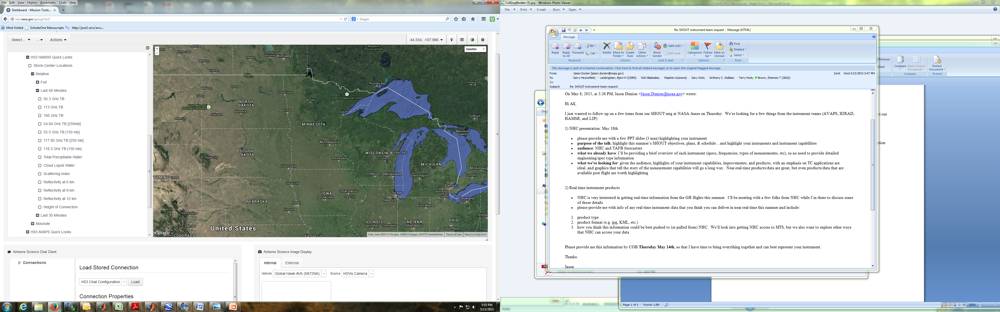 File Edit View History Bookmarks Tools Help
Dashboard - Mission Tools...
mts.nasa.gov/group/hs3/
Google
Most Visited ScholarOne Manuscripts http://joss3-arcs/arcs...
Select... - Actions
44.334, -107.996
HS3 HAMSR Quick Looks
Storm Center Locations
Relative
Full
Last 60 Minutes
50.3 GHz TB
113 GHz TB
166 GHz TB
54.94 GHz TB [250mb]
55.5 GHz TB [150 mb]
117.95 GHz TB [250 mb]
118.3 GHz TB [150 mb]
Total Precipitable Water
Cloud Liquid Water
Scattering Index
Reflectivity at 6 km
Reflectivity at 9 km
Reflectivity at 12 km
Height of Convection
Last 30 Minutes
Absolute
HS3 AVAPS Quick Looks
Satellite
Regina
Moose-Jaw
Weyburn
Estevan
Brandon
Portage la Prairie
Winnipeg
Wabakimi Provincial Park
Thunder Bay
Timmins
Williston
Minot
Grand Forks
Sidney
Superior National Forest
NORTH DAKOTA
Bemidji
Little Missouri National Grassland
Duluth
Sudbury
Bismarck
Fargo
Dickinson
Miles City
MINNESOTA
Manitoulin Island
Minneapolis
SOUTH DAKOTA
WISCONSIN
Green Bay
Rapid City
Rochester
Oshkosh
MICHIGAN
Sioux Falls
Mississaug
Madison
Milwaukee
Grand Rapids
London
YOMING
Casper
Sioux City
Detroit
Ann Arbor
IOWA
Cedar Rapids
Chicago
Des Moines
Iowa City
Naperville
Toledo
Cleveland
NEBRASKA
Omaha
Fort Wayne
Lincoln
Fort Collins
Pittsb
ILLINOIS
INDIANA
OHIO
Springfield
Champaign
Indianapolis
Denver
United States
Columbus
Google
COLORADO
Kansas City
Map data ©2015 Google, INEGI Imagery ©2015 TerraMetrics Terms of Use Report a map error
Airborne Science Chat Client
Connections
Load Stored Connection
HS3 Chat Configuration Load
Connection Properties
Airborne Science Image Display
Internal External
Vehicle Global Hawk AV6 (N872NA) Source HDVis Camera
5:55 PM
5/13/2015
FullSizeRender (5).jpg - Windows Photo Viewer
File Print E-mail Burn Open
Re: SHOUT instrument team request - Message (HTML)
Message
Reply Reply to All Forward IM Call
Respond
Delete Move to Folder Create Rule Other Actions
Actions
Block Sender Safe Lists Not Junk
Junk E-mail
Categorize Follow Up Mark as Unread
Options
Find Related Select
Find
This message is part of a tracked conversation. Click here to find all related messages or to open the original flagged message.
From: Jason Dunion [jason.dunion@noaa.gov] Sent: Wed 5/13/2015 3:47 PM
To: Gerry Heymsfield; Lambrigtsen, Bjorn H (329M); Rich Blakeslee; Stephen Guimond; Gary Wick; Anthony C. Didlake; Terry Hock; Brown, Shannon T (382G)
Cc:
Subject: Re: SHOUT instrument team request
On May 8, 2015, at 3:26 PM, Jason Dunion <Jason.Dunion@noaa.gov> wrote:
Hi All,
I just wanted to follow up on a few items from our SHOUT mtg at NASA Ames on Thursday. We're looking for a few things from the instrument teams (AVAPS, HIRAD,
HAMSR, and LIP):
1) NHC presentation: May 18th
• please provide me with a few PPT slides (3 max) highlighting your instrument
• purpose of the talk: highlight this summer's SHOUT objectives, plans, & schedule…and highlight your instruments and instrument capabilities
• audience: NHC and TAFB forecasters
• what we already have: I'll be providing a brief overview of each instrument (specs, frequencies, types of measurements, etc), so no need to provide detailed
engineering/spec type information
• what we're looking for: given the audience, highlights of your instrument capabilities, improvements, and products, with an emphasis on TC applications are
ideal..and graphics that tell the story of the measurement capabilities will go a long way. Near-real-time products/data are great, but even products/data that are
available post flight are worth highlighting
2) Real-time instrument products
• NHC is very interested in getting real-time information from the GH flights this summer. I'll be meeting with a few folks from NHC while I'm there to discuss some
of those details
• please provide me with info of any real-time instrument data that you think you can deliver in near real-time this summer and include:
1. product type
2. product format (e.g. jpg, KML, etc.)
3. how you think this information could be best pushed to (or pulled from) NHC. We'll look into getting NHC access to MTS, but we also want to explore other ways
that NHC can access your data
Please provide me this information by COB Thursday May 14th, so that I have time to bring everything together and can best represent your instrument.
Thanks.
Jason
Org
Previous
Next
Compare Show Source Documents
Compare
Protect Document
Protect
t out
tion
Page: 1 of 1 Words: 1/86
100%